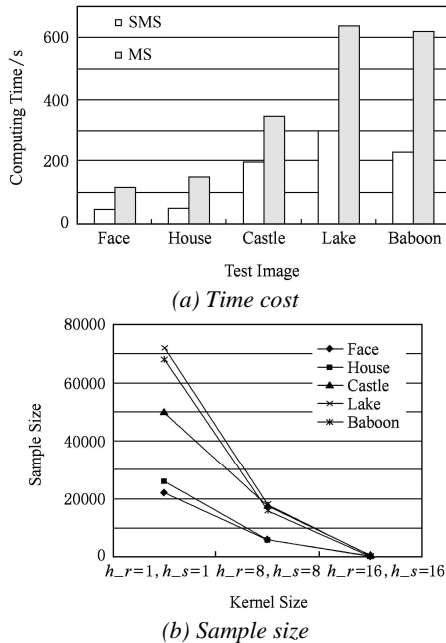 SMS
MS
600
400
200
0
Computing Time/s
Face House Castle Lake Baboon
Test Image
(a) Time cost
80000
60000
40000
20000
0
Sample Size
Face
House
Castle
Lake
Baboon
h_r=1, h_s=1 h_r=8, h_s=8 h_r=16, h_s=16
Kernel Size
(b) Sample size